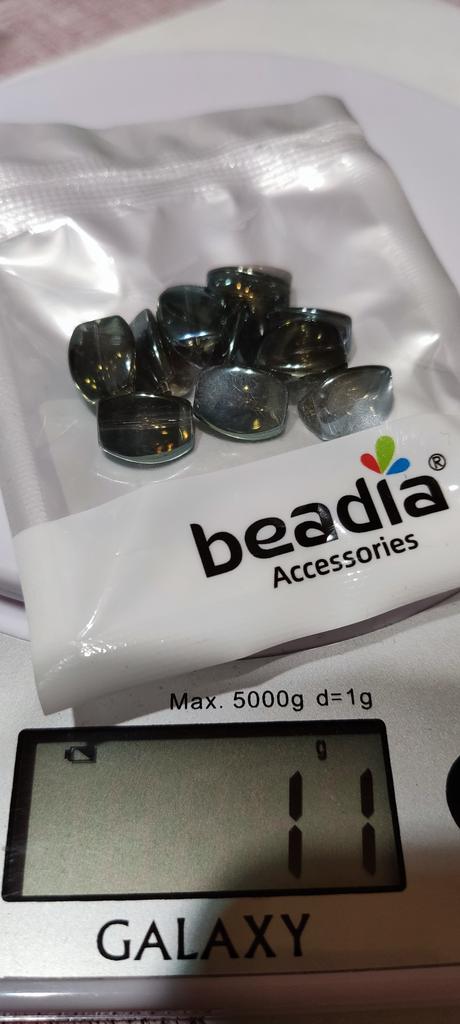 beadia®
Accessories
Max. 5000g d=1g
g
11
GALAXY